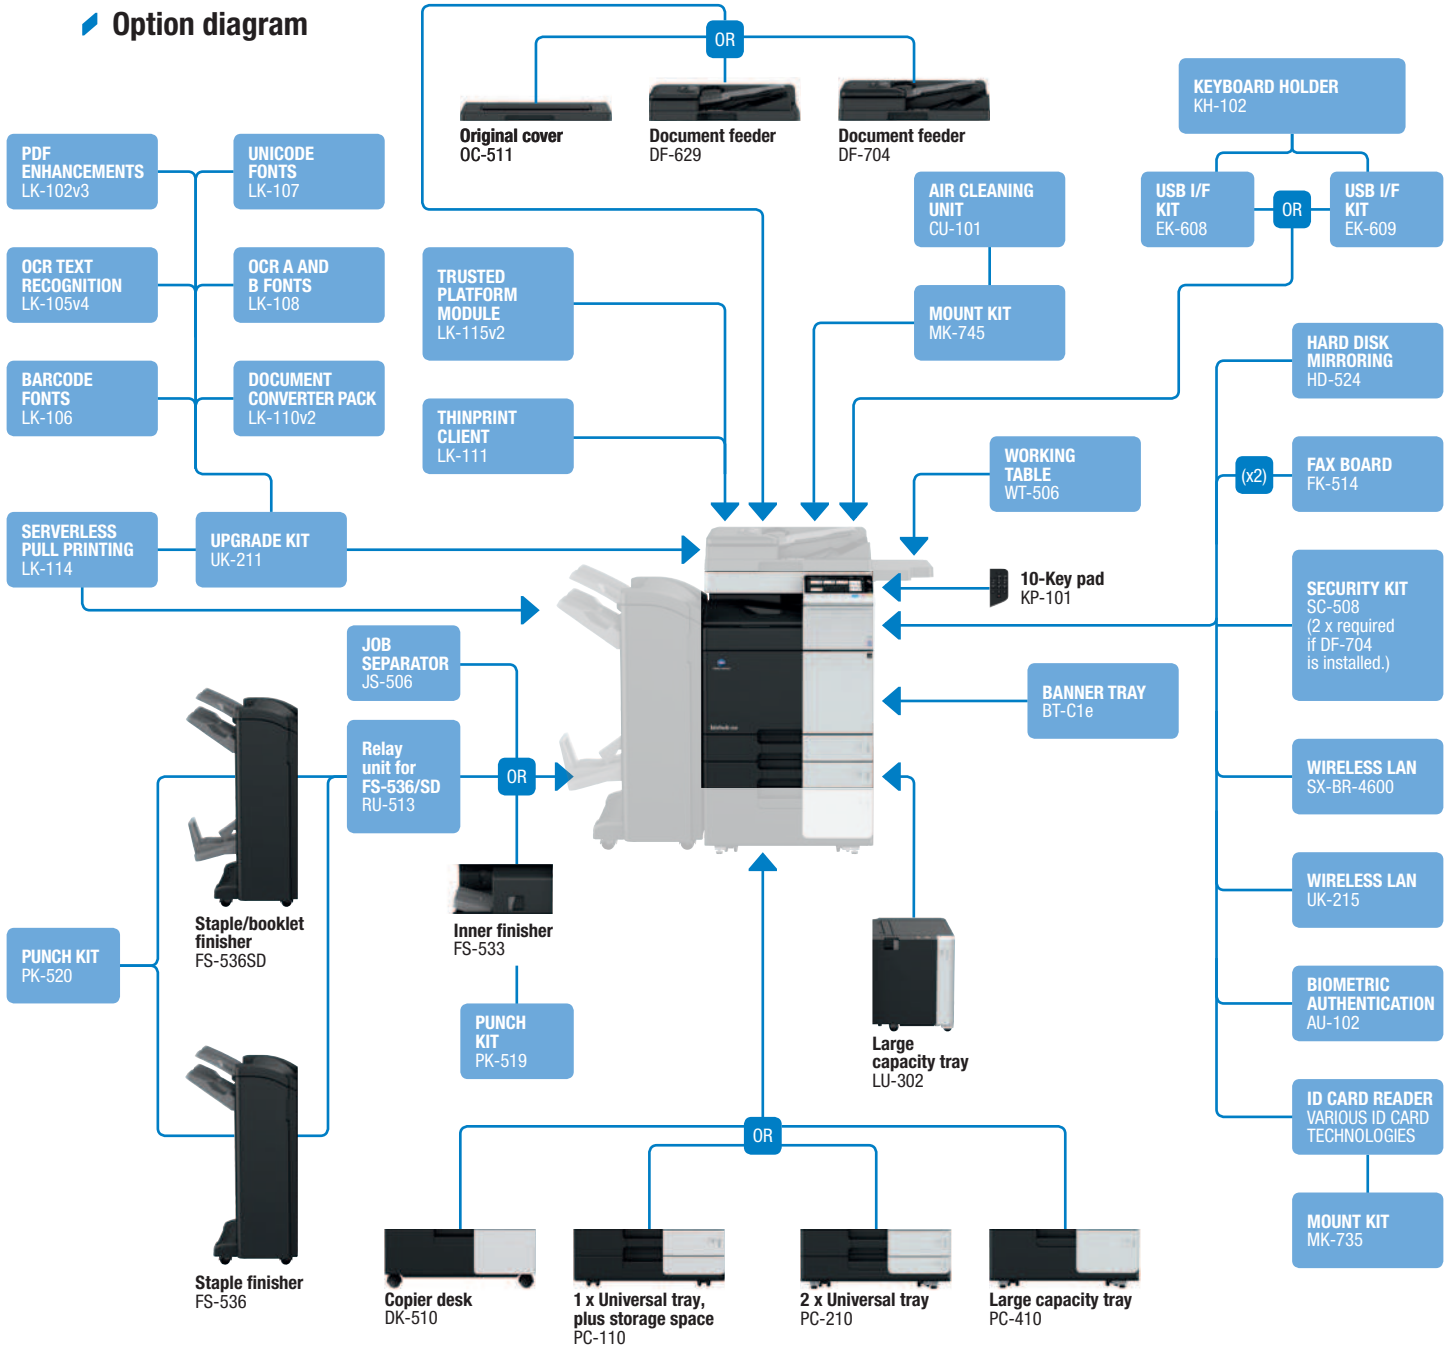 Option diagram
OR
Original cover
OC-511
Document feeder
DF-629
Document feeder
DF-704
KEYBOARD HOLDER
KH-102
USB I/F
KIT
EK-608
OR
USB I/F
KIT
EK-609
PDF
ENHANCEMENTS
LK-102v3
UNICODE
FONTS
LK-107
OCR TEXT
RECOGNITION
LK-105v4
OCR A AND
B FONTS
LK-108
BARCODE
FONTS
LK-106
DOCUMENT
CONVERTER PACK
LK-110v2
TRUSTED
PLATFORM
MODULE
LK-115v2
THINPRINT
CLIENT
LK-111
AIR CLEANING
UNIT
CU-101
MOUNT KIT
MK-745
WORKING
TABLE
WT-506
10-Key pad
KP-101
SERVERLESS
PULL PRINTING
LK-114
UPGRADE KIT
UK-211
HARD DISK
MIRRORING
HD-524
(x2)
FAX BOARD
FK-514
SECURITY KIT
SC-508
(2 x required
if DF-704
is installed.)
JOB
SEPARATOR
JS-506
Relay
unit for
FS-536/SD
RU-513
OR
BANNER TRAY
BT-C1e
WIRELESS LAN
SX-BR-4600
WIRELESS LAN
UK-215
BIOMETRIC
AUTHENTICATION
AU-102
ID CARD READER
VARIOUS ID CARD
TECHNOLOGIES
MOUNT KIT
MK-735
Staple/booklet
finisher
FS-536SD
PUNCH KIT
PK-520
Inner finisher
FS-533
PUNCH
KIT
PK-519
Large
capacity tray
LU-302
Staple finisher
FS-536
OR
Copier desk
DK-510
1 x Universal tray,
plus storage space
PC-110
2 x Universal tray
PC-210
Large capacity tray
PC-410